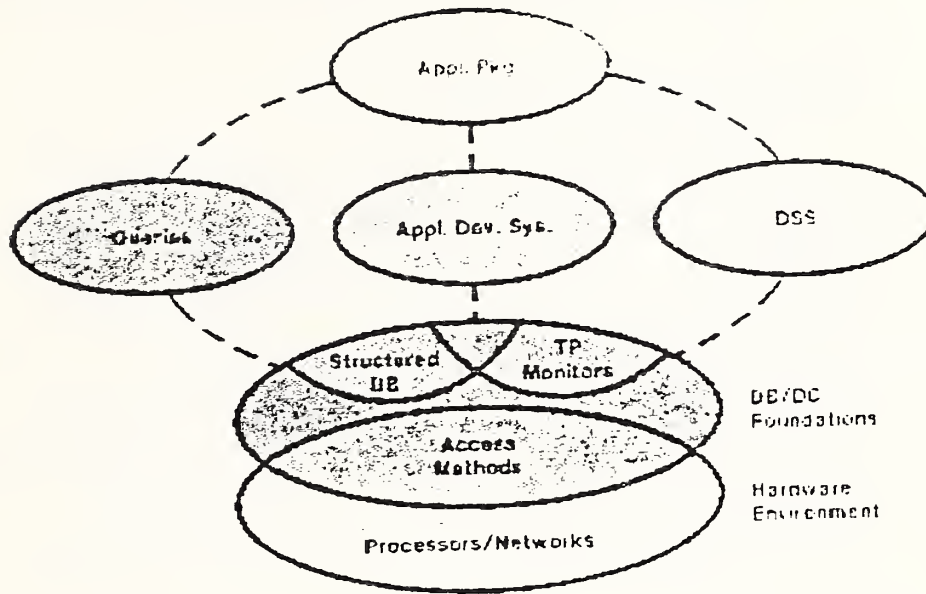 Appl. Pkg
Queries
Appl. Dev. Sys.
DSS
Structured
DB
TP
Monitors
DB/DC
Foundations
Access
Methods
Hardware
Environment
Processors/Networks